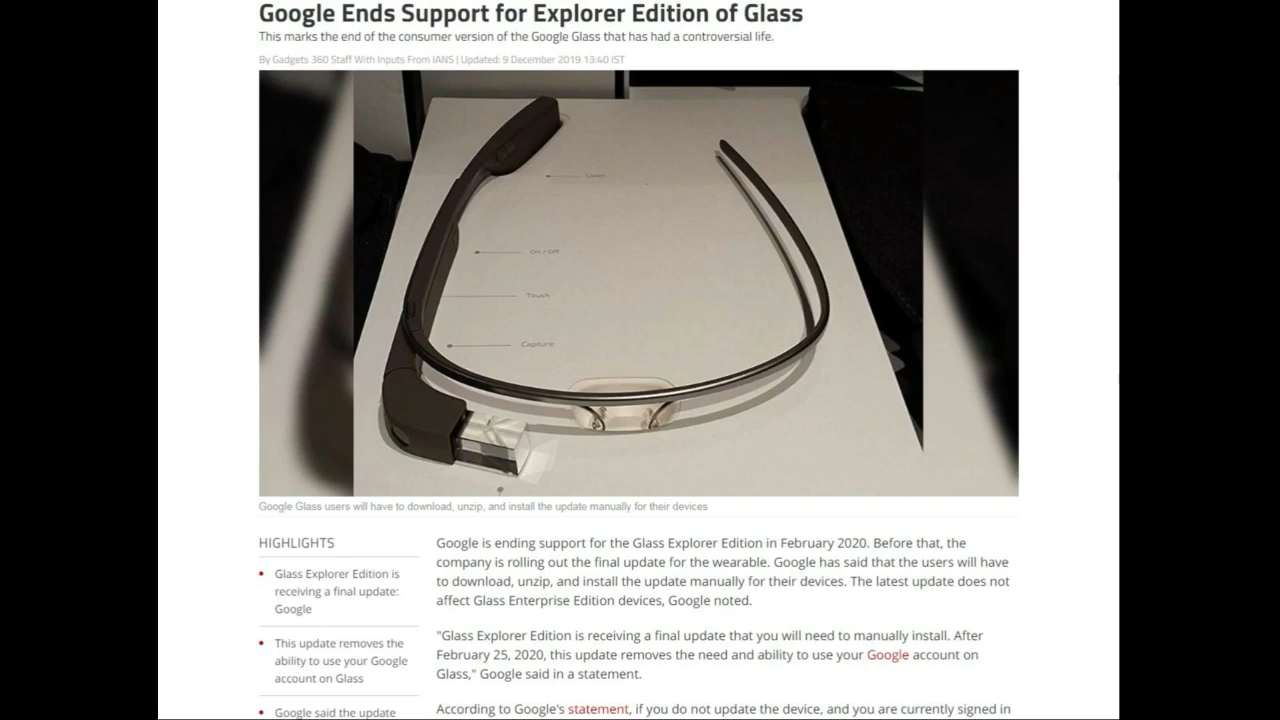 Google Ends Support for Explorer Edition of Glass
This marks the end of the consumer version of the Google Glass that has had a controversial life.
By Gadgets 360 Staff With Inputs From IANS | Updated: 9 December 2019 13:40 IST
On / Off
Touch
Capture
Google Glass users will have to download, unzip, and install the update manually for their devices
HIGHLIGHTS
Glass Explorer Edition is
receiving a final update:
Google
This update removes the
ability to use your Google
account on Glass
Google said the update
Google is ending support for the Glass Explorer Edition in February 2020. Before that, the
company is rolling out the final update for the wearable. Google has said that the users will have
to download, unzip, and install the update manually for their devices. The latest update does not
affect Glass Enterprise Edition devices, Google noted.
"Glass Explorer Edition is receiving a final update that you will need to manually install. After
February 25, 2020, this update removes the need and ability to use your Google account on
Glass," Google said in a statement.
According to Google's statement, if you do not update the device, and you are currently signed in